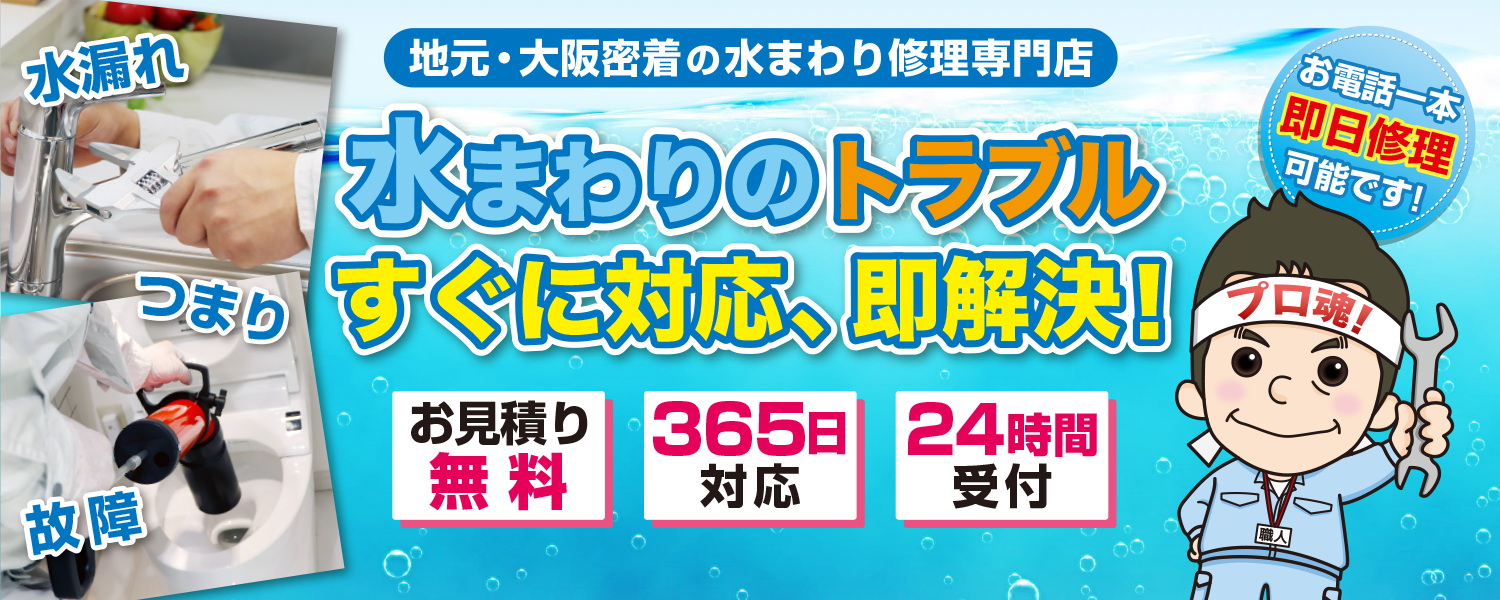 水漏れ
つまり
故障
地元・大阪密着の水まわり修理専門店
水まわりのトラブル
すぐに対応、即解決！
お見積り
無料
365日
対応
24時間
受付
お電話一本
即日修理
可能です！
プロ魂！
職人